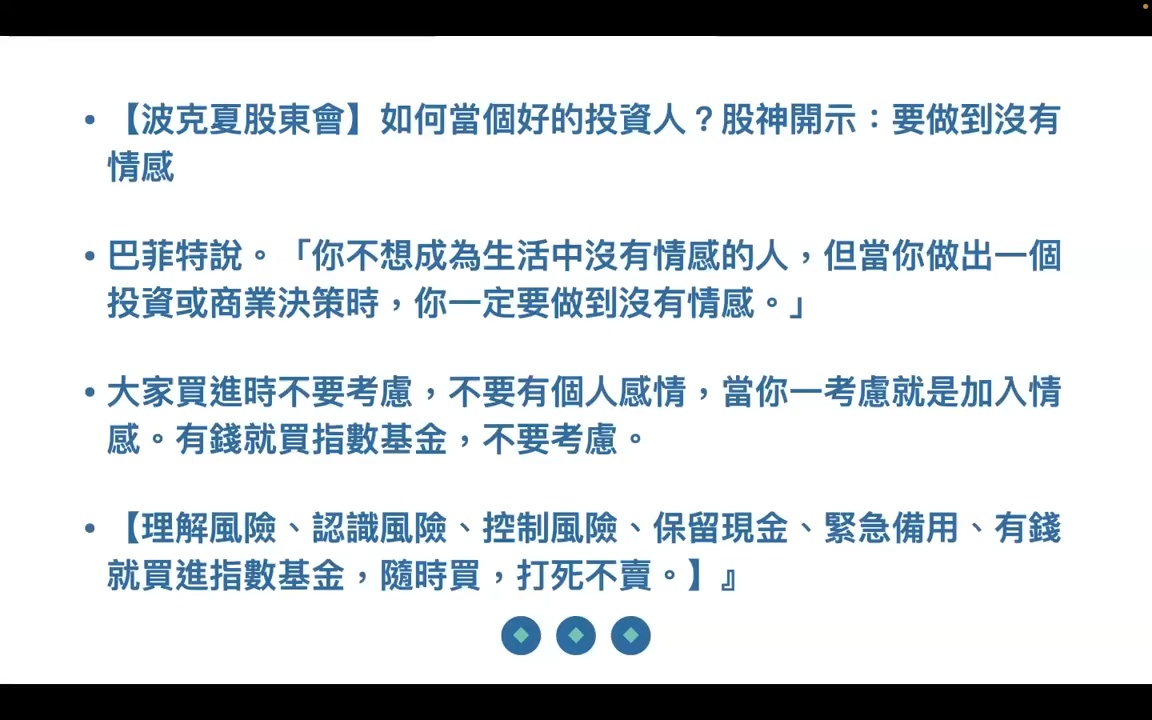 • 【波克夏股東會】如何當個好的投資人？股神開示：要做到沒有
情感
• 巴菲特說。「你不想成為生活中沒有情感的人，但當你做出一個
投資或商業決策時，你一定要做到沒有情感。」
• 大家買進時不要考慮，不要有個人感情，當你一考慮就是加入情
感。有錢就買指數基金，不要考慮。
• 【理解風險、認識風險、控制風險、保留現金、緊急備用、有錢
就買進指數基金，隨時買，打死不賣。】』